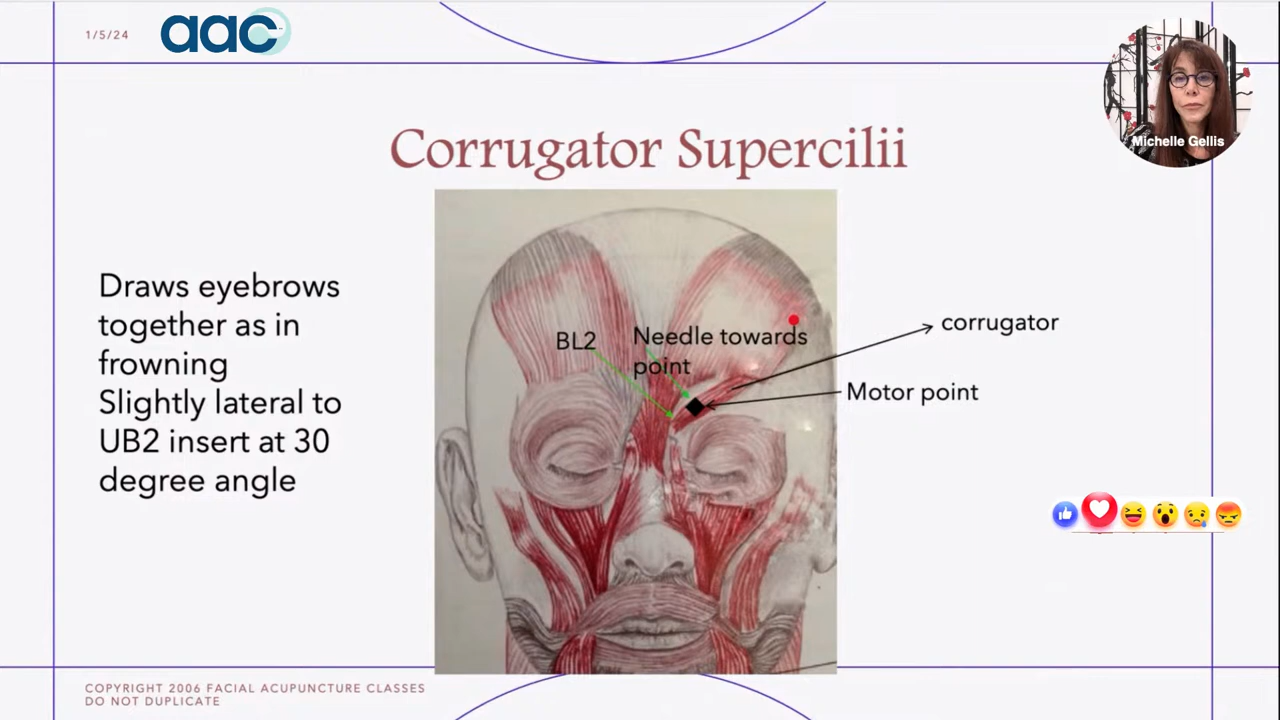 1/5/24
aac
Michelle Gellis
Corrugator Supercilii
Draws eyebrows
together as in
frowning
Slightly lateral to
UB2 insert at 30
degree angle
BL2
Needle towards
point
corrugator
Motor point
COPYRIGHT 2006 FACIAL ACUPUNCTURE CLASSES
DO NOT DUPLICATE